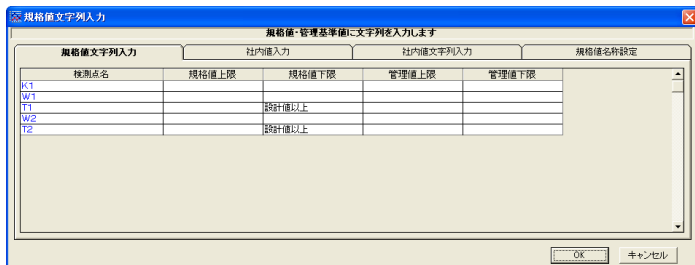 規格値文字列入力
規格値・管理基準値に文字列を入力します
規格値文字列入力 社内値入力 社内値文字列入力 規格値名称設定
検測点名 規格値上限 規格値下限 管理値上限 管理値下限
K1
W1
T1 設計値以上
W2
T2 設計値以上
OK キャンセル